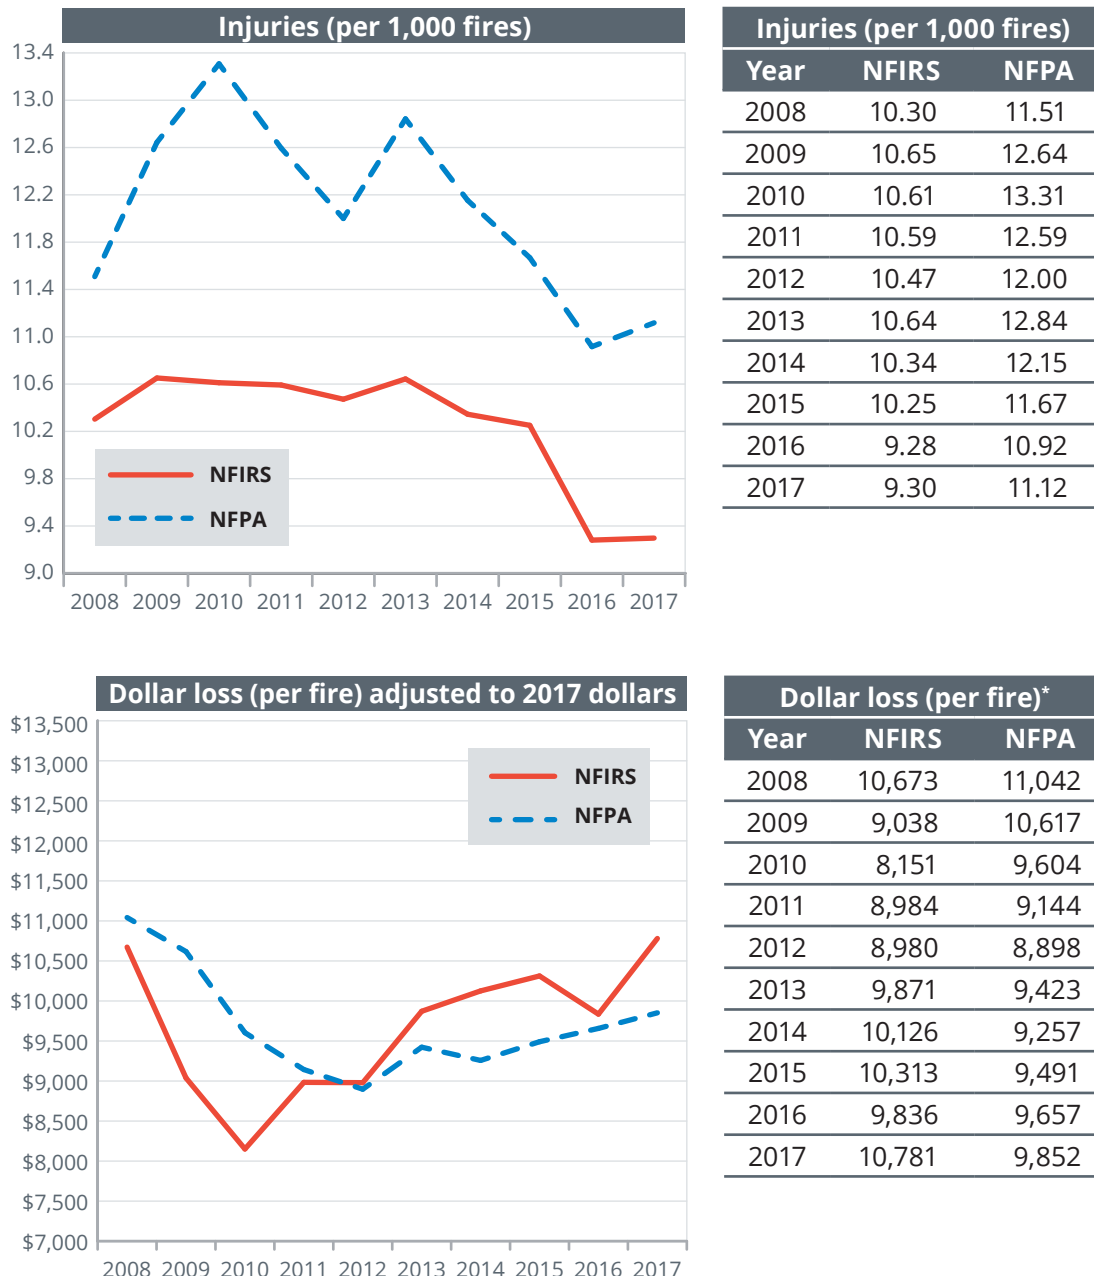 Injuries (per 1,000 fires)
13.4
13.0
12.6
12.2
11.8
11.4
11.0
10.6
10.2
9.8
9.4
9.0
NFIRS
NFPA
2008 2009 2010 2011 2012 2013 2014 2015 2016 2017
Injuries (per 1,000 fires)
Year NFIRS NFPA
2008 10.30 11.51
2009 10.65 12.64
2010 10.61 13.31
2011 10.59 12.59
2012 10.47 12.00
2013 10.64 12.84
2014 10.34 12.15
2015 10.25 11.67
2016 9.28 10.92
2017 9.30 11.12
Dollar loss (per fire) adjusted to 2017 dollars
$13,500
$13,000
$12,500
$12,000
$11,500
$11,000
$10,500
$10,000
$9,500
$9,000
$8,500
$8,000
$7,500
$7,000
NFIRS
NFPA
2008 2009 2010 2011 2012 2013 2014 2015 2016 2017
Dollar loss (per fire)*
Year NFIRS NFPA
2008 10,673 11,042
2009 9,038 10,617
2010 8,151 9,604
2011 8,984 9,144
2012 8,980 8,898
2013 9,871 9,423
2014 10,126 9,257
2015 10,313 9,491
2016 9,836 9,657
2017 10,781 9,852